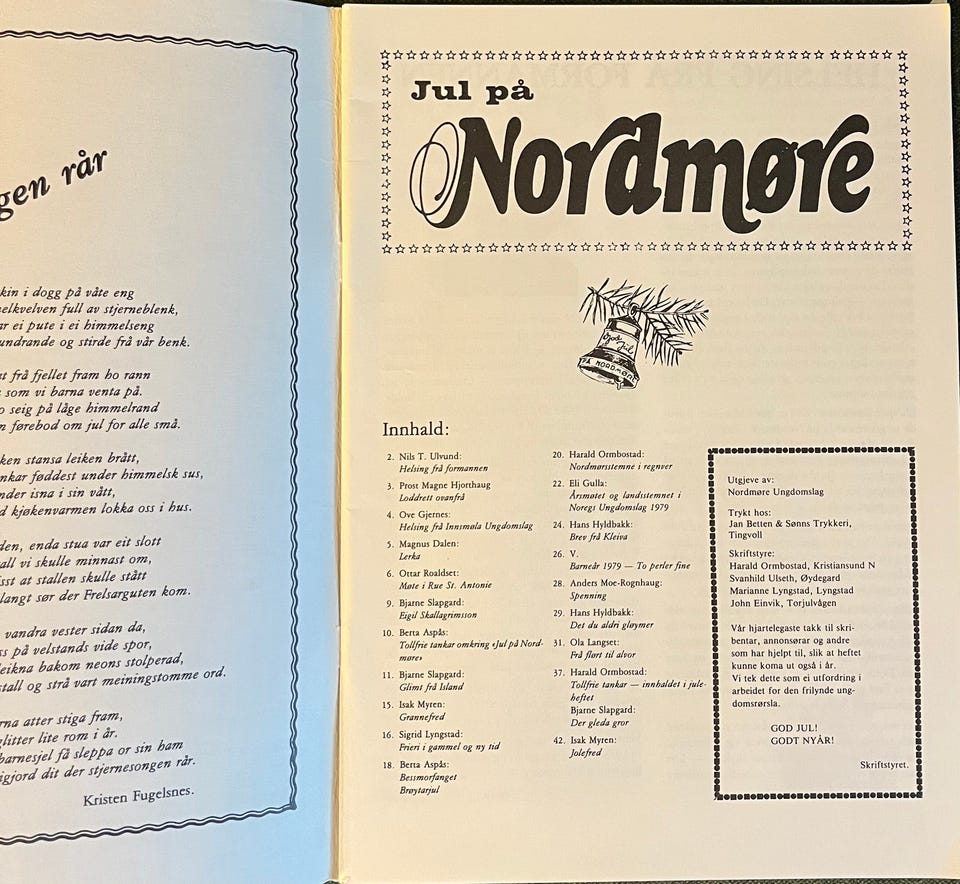 gen rår
kin i dogg på våte eng
elkvelven full av stjerneblenk,
ar ei pute i ei himmelseng
undrande og stirde frå vår benk.
at frå fjellet fram ho rann
som vi barna venta på.
o seig på låge himmelrand
n førebod om jul for alle små.
ken stansa leiken brått,
nkar føddest under himmelsk sus,
nder isna i sin vått,
d kjøkenvarmen lokka oss i hus.
den, enda stua var eit slott
all vi skulle minnast om,
sst at stallen skulle stått
langt sør der Frelsarguten kom.
vandra vester sidan da,
ss på velstands vide spor,
eikna bakom neons stolperad,
stall og strå vart meiningstomme ord.
rna atter stiga fram,
glitter lite rom i år.
barnesjel få sleppa or sin ham
igjord dit der stjernesongen rår.
Kristen Fugelsnes.
Jul på
Nordmøre
God Jul
PÅ NORDMØRE
Innhald:
2. Nils T. Ulvund:
Helsing frå formannen
3. Prost Magne Hjorthaug
Loddrett ovanfrå
4. Ove Gjernes:
Helsing frå Innsmøla Ungdomslag
5. Magnus Dalen:
Lerka
6. Ottar Roaldset:
Møte i Rue St. Antonie
9. Bjarne Slapgard:
Eigil Skallagrimsson
10. Berta Aspås:
Tollfrie tankar omkring «Jul på Nord-
møre»
11. Bjarne Slapgard:
Glimt frå Island
15. Isak Myren:
Grannefred
16. Sigrid Lyngstad:
Frieri i gammel og ny tid
18. Berta Aspås:
Bessmorfanget
Brøytarjul
20. Harald Ormbostad:
Nordmørsstemne i regnver
22. Eli Gulla:
Årsmøtet og landsstemnet i
Noregs Ungdomslag 1979
24. Hans Hyldbakk:
Brev frå Kleiva
26. V.
Barneår 1979 — To perler fine
28. Anders Moe-Rognhaug:
Spenning
29. Hans Hyldbakk:
Det du aldri gløymer
31. Ola Langset:
Frå flørt til alvor
37. Harald Ormbostad:
Tollfrie tankar — innhaldet i jule-
heftet
Bjarne Slapgard:
Der gleda gror
42. Isak Myren:
Jolefred
Utgjeve av:
Nordmøre Ungdomslag
Trykt hos:
Jan Betten & Sønns Trykkeri,
Tingvoll
Skriftstyre:
Harald Ormbostad, Kristiansund N
Svanhild Ulseth, Øydegard
Marianne Lyngstad, Lyngstad
John Einvik, Torjulvågen
Vår hjartelegaste takk til skri-
bentar, annonsørar og andre
som har hjelpt til, slik at heftet
kunne koma ut også i år.
Vi tek dette som ei utfordring i
arbeidet for den frilynde ung-
domsrørsla.
GOD JUL!
GODT NYÅR!
Skriftstyret.